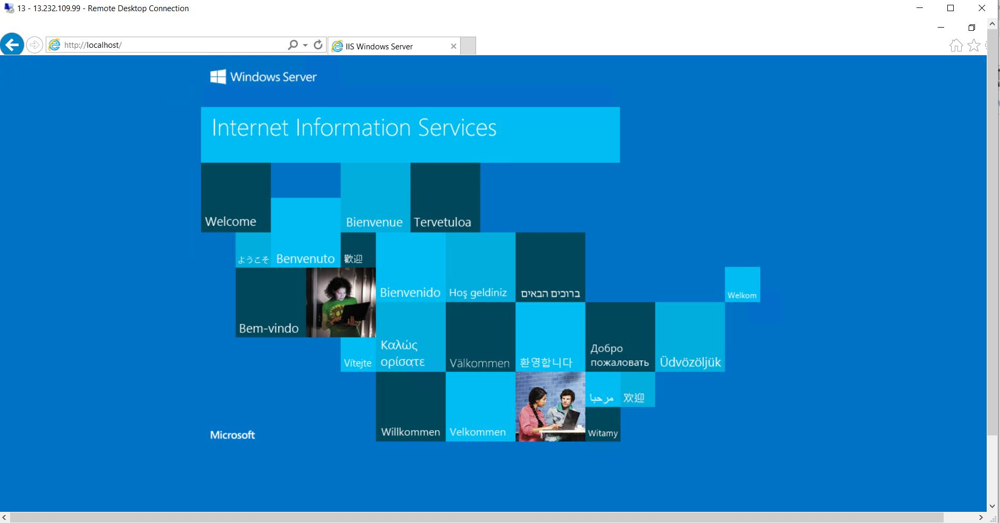 13 - 13.232.109.99 - Remote Desktop Connection
http://localhost/
IIS Windows Server
Windows Server
Internet Information Services
Welcome
Bienvenue
Tervetuloa
ようこそ
Benvenuto
歡迎
Bienvenido
Hoş geldiniz
ברוכים הבאים
Welkom
Bem-vindo
Vítejte
Καλώς
ορίσατε
Välkommen
환영합니다
Добро
пожаловать
Üdvözöljük
مرحبا
欢迎
Willkommen
Velkommen
Witamy
Microsoft